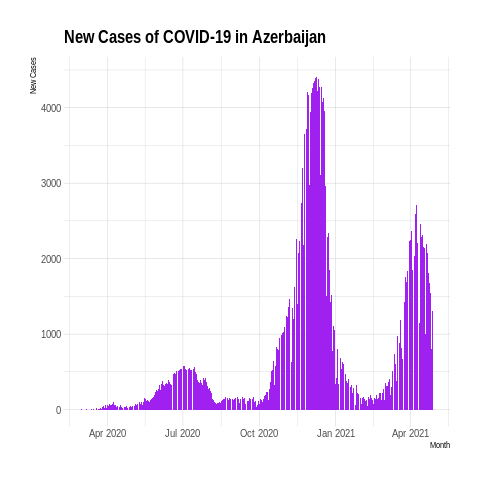 New Cases of COVID-19 in Azerbaijan
New Cases
4000
3000
2000
1000
0
Apr 2020 Jul 2020 Oct 2020 Jan 2021 Apr 2021
Month